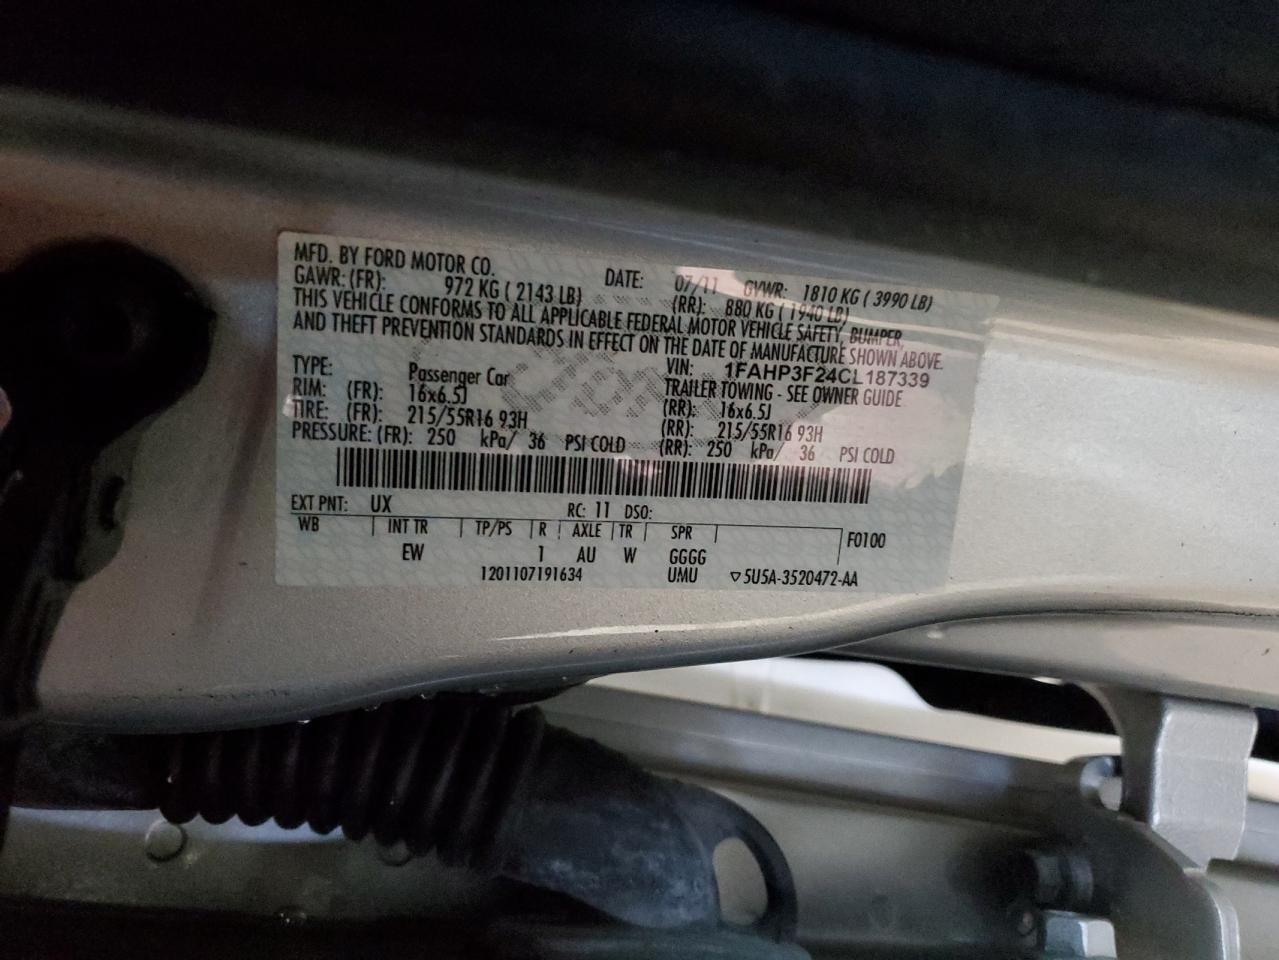 MFD. BY FORD MOTOR CO.
DATE: 07/11 GVWR: 1810 KG ( 3990 LB)
GAWR: (FR): 972 KG ( 2143 LB) (RR): 880 KG ( 1940 LB)
THIS VEHICLE CONFORMS TO ALL APPLICABLE FEDERAL MOTOR VEHICLE SAFETY, BUMPER,
AND THEFT PREVENTION STANDARDS IN EFFECT ON THE DATE OF MANUFACTURE SHOWN ABOVE.
VIN: 1FAHP3F24CL187339
TYPE: Passenger Car TRAILER TOWING - SEE OWNER GUIDE
RIM: (FR): 16x6.5J (RR): 16x6.5J
TIRE: (FR): 215/55R16 93H (RR): 215/55R16 93H
PRESSURE: (FR): 250 kPa/ 36 PSI COLD (RR): 250 kPa/ 36 PSI COLD
EXT PNT: UX RC: 11 DSO:
WB INT TR TP/PS R AXLE TR SPR F0100
EW 1 AU W GGGG
1201107191634 UMU ▽5U5A-3520472-AA